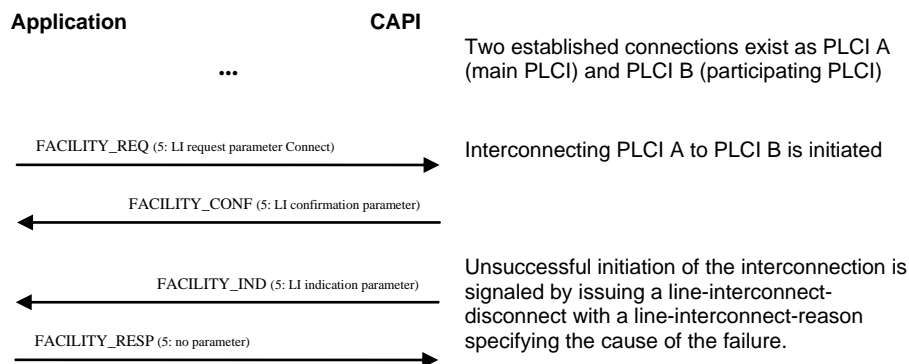 Application CAPI
Two established connections exist as PLCI A
(main PLCI) and PLCI B (participating PLCI)
...
FACILITY_REQ (5: LI request parameter Connect)
Interconnecting PLCI A to PLCI B is initiated
FACILITY_CONF (5: LI confirmation parameter)
FACILITY_IND (5: LI indication parameter)
Unsuccessful initiation of the interconnection is
signaled by issuing a line-interconnect-
disconnect with a line-interconnect-reason
specifying the cause of the failure.
FACILITY_RESP (5: no parameter)